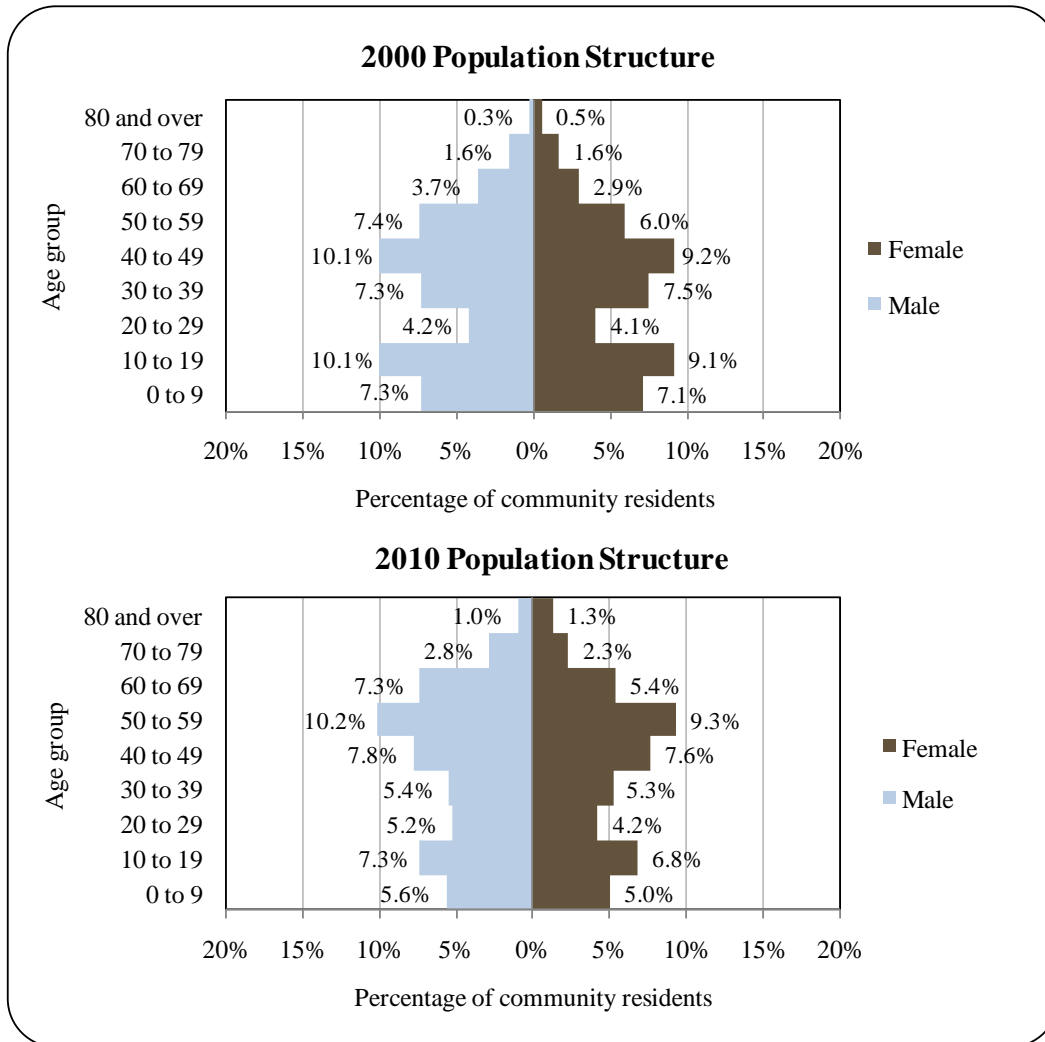 2000 Population Structure
80 and over 0.3% 0.5%
70 to 79 1.6% 1.6%
60 to 69 3.7% 2.9%
50 to 59 7.4% 6.0%
40 to 49 10.1% 9.2%
30 to 39 7.3% 7.5%
20 to 29 4.2% 4.1%
10 to 19 10.1% 9.1%
0 to 9 7.3% 7.1%
Age group
Female
Male
20% 15% 10% 5% 0% 5% 10% 15% 20%
Percentage of community residents
2010 Population Structure
80 and over 1.0% 1.3%
70 to 79 2.8% 2.3%
60 to 69 7.3% 5.4%
50 to 59 10.2% 9.3%
40 to 49 7.8% 7.6%
30 to 39 5.4% 5.3%
20 to 29 5.2% 4.2%
10 to 19 7.3% 6.8%
0 to 9 5.6% 5.0%
Age group
Female
Male
20% 15% 10% 5% 0% 5% 10% 15% 20%
Percentage of community residents